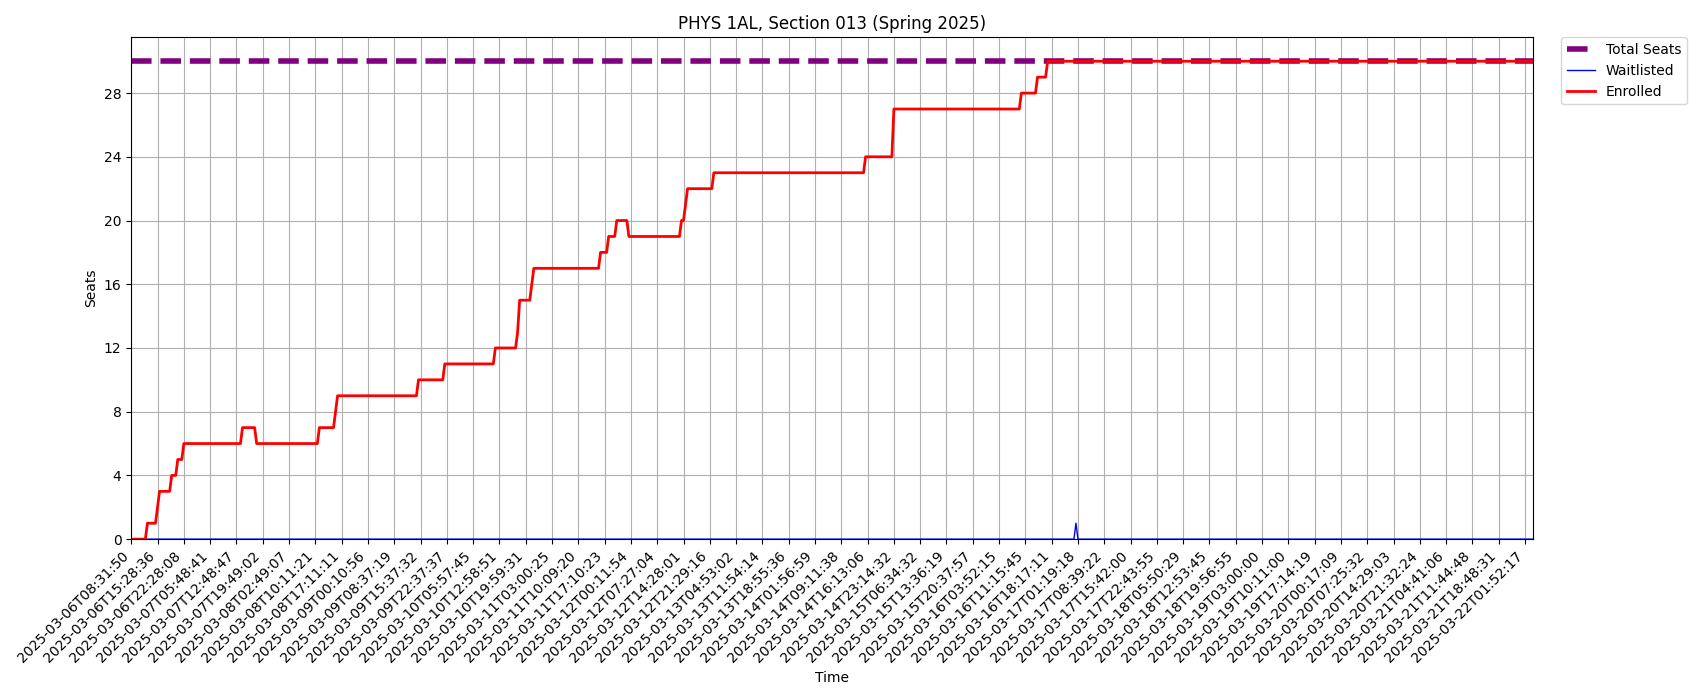 PHYS 1AL, Section 013 (Spring 2025)
Total Seats
Waitlisted
Enrolled
Seats
28
24
20
16
12
8
4
0
2025-03-06T08:31:50
2025-03-06T15:28:36
2025-03-06T22:28:08
2025-03-07T05:48:41
2025-03-07T12:48:47
2025-03-07T19:49:02
2025-03-08T02:49:07
2025-03-08T10:11:21
2025-03-08T17:11:11
2025-03-09T00:10:56
2025-03-09T08:37:19
2025-03-09T15:37:32
2025-03-09T22:37:37
2025-03-10T05:57:45
2025-03-10T12:58:51
2025-03-10T19:59:31
2025-03-11T03:00:25
2025-03-11T10:09:20
2025-03-11T17:10:23
2025-03-12T00:11:54
2025-03-12T07:27:04
2025-03-12T14:28:01
2025-03-12T21:29:16
2025-03-13T04:53:02
2025-03-13T11:54:14
2025-03-13T18:55:36
2025-03-14T01:56:59
2025-03-14T09:11:38
2025-03-14T16:13:06
2025-03-14T23:14:32
2025-03-15T06:34:32
2025-03-15T13:36:19
2025-03-15T20:37:57
2025-03-16T03:52:15
2025-03-16T11:15:45
2025-03-16T18:17:11
2025-03-17T01:19:18
2025-03-17T08:39:22
2025-03-17T15:42:00
2025-03-17T22:43:55
2025-03-18T05:50:29
2025-03-18T12:53:45
2025-03-18T19:56:55
2025-03-19T03:00:00
2025-03-19T10:11:00
2025-03-19T17:14:19
2025-03-20T00:17:09
2025-03-20T07:25:32
2025-03-20T14:29:03
2025-03-20T21:32:24
2025-03-21T04:41:06
2025-03-21T11:44:48
2025-03-21T18:48:31
2025-03-22T01:52:17
Time